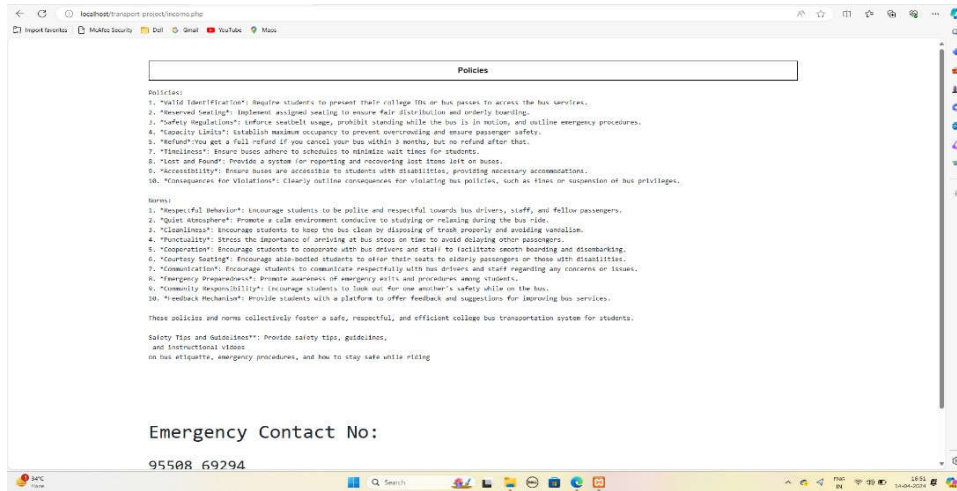 localhost/transport project/income.php
Import favorites McAfee Security Dell Gmail YouTube Maps
Policies
Policies:
1. *Valid Identification*: Require students to present their college IDs or bus passes to access the bus services.
2. *Reserved Seating*: Implement assigned seating to ensure fair distribution and orderly boarding.
3. *Safety Regulations*: Enforce seatbelt usage, prohibit standing while the bus is in motion, and outline emergency procedures.
4. *Capacity Limits*: Establish maximum occupancy to prevent overcrowding and ensure passenger safety.
5. *Refund*:You get a full refund if you cancel your bus within 3 months, but no refund after that.
7. *Timeliness*: Ensure buses adhere to schedules to minimize wait times for students.
8. *Lost and Found*: Provide a system for reporting and recovering lost items left on buses.
9. *Accessibility*: Ensure buses are accessible to students with disabilities, providing necessary accommodations.
10. *Consequences for Violations*: Clearly outline consequences for violating bus policies, such as fines or suspension of bus privileges.
Norms:
1. *Respectful Behavior*: Encourage students to be polite and respectful towards bus drivers, staff, and fellow passengers.
2. *Quiet Atmosphere*: Promote a calm environment conducive to studying or relaxing during the bus ride.
3. *Cleanliness*: Encourage students to keep the bus clean by disposing of trash properly and avoiding vandalism.
4. *Punctuality*: Stress the importance of arriving at bus stops on time to avoid delaying other passengers.
5. *Cooperation*: Encourage students to cooperate with bus drivers and staff to facilitate smooth boarding and disembarking.
6. *Courtesy Seating*: Encourage able-bodied students to offer their seats to elderly passengers or those with disabilities.
7. *Communication*: Encourage students to communicate respectfully with bus drivers and staff regarding any concerns or issues.
8. *Emergency Preparedness*: Promote awareness of emergency exits and procedures among students.
9. *Community Responsibility*: Encourage students to look out for one another's safety while on the bus.
10. *Feedback Mechanism*: Provide students with a platform to offer feedback and suggestions for improving bus services.
These policies and norms collectively foster a safe, respectful, and efficient college bus transportation system for students.
Safety Tips and Guidelines**: Provide safety tips, guidelines,
and instructional videos
on bus etiquette, emergency procedures, and how to stay safe while riding
Emergency Contact No:
95508 69294
34°C
Haze
Search
ENG
IN
16:51
14-04-2024